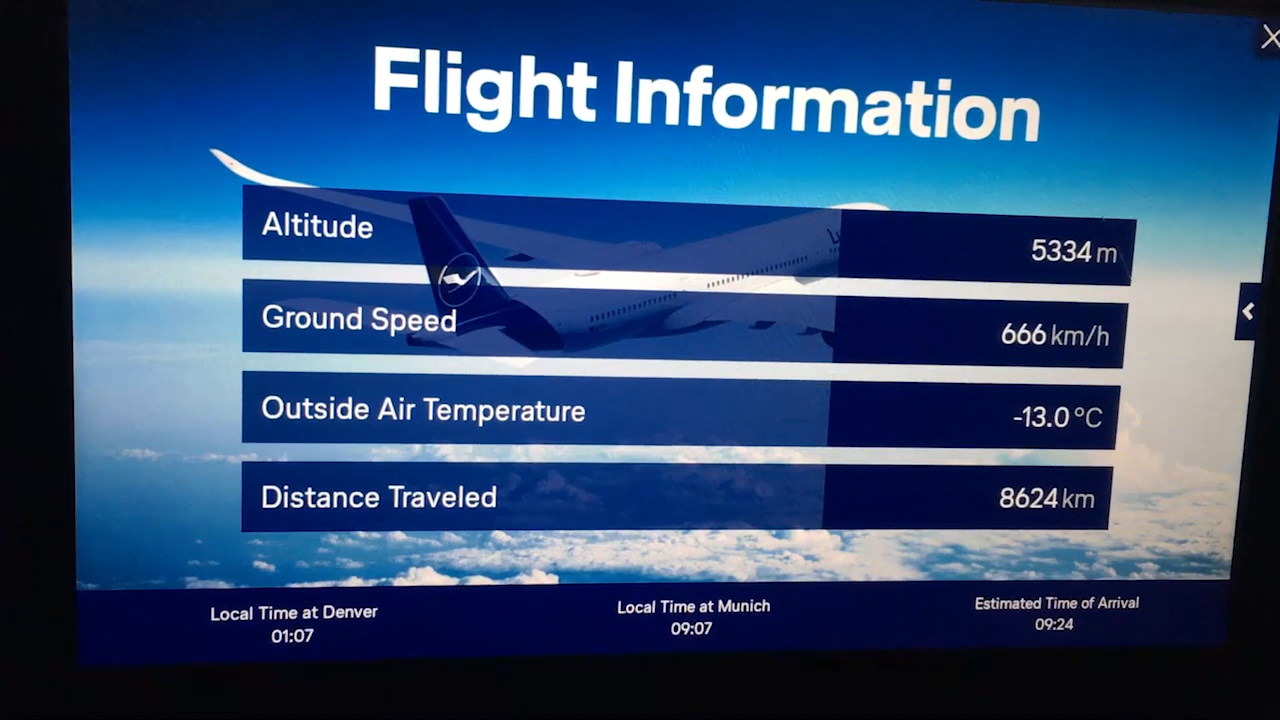 Flight Information
Altitude
5334 m
Ground Speed
666 km/h
Outside Air Temperature
-13.0 °C
Distance Traveled
8624 km
Local Time at Denver
01:07
Local Time at Munich
09:07
Estimated Time of Arrival
09:24